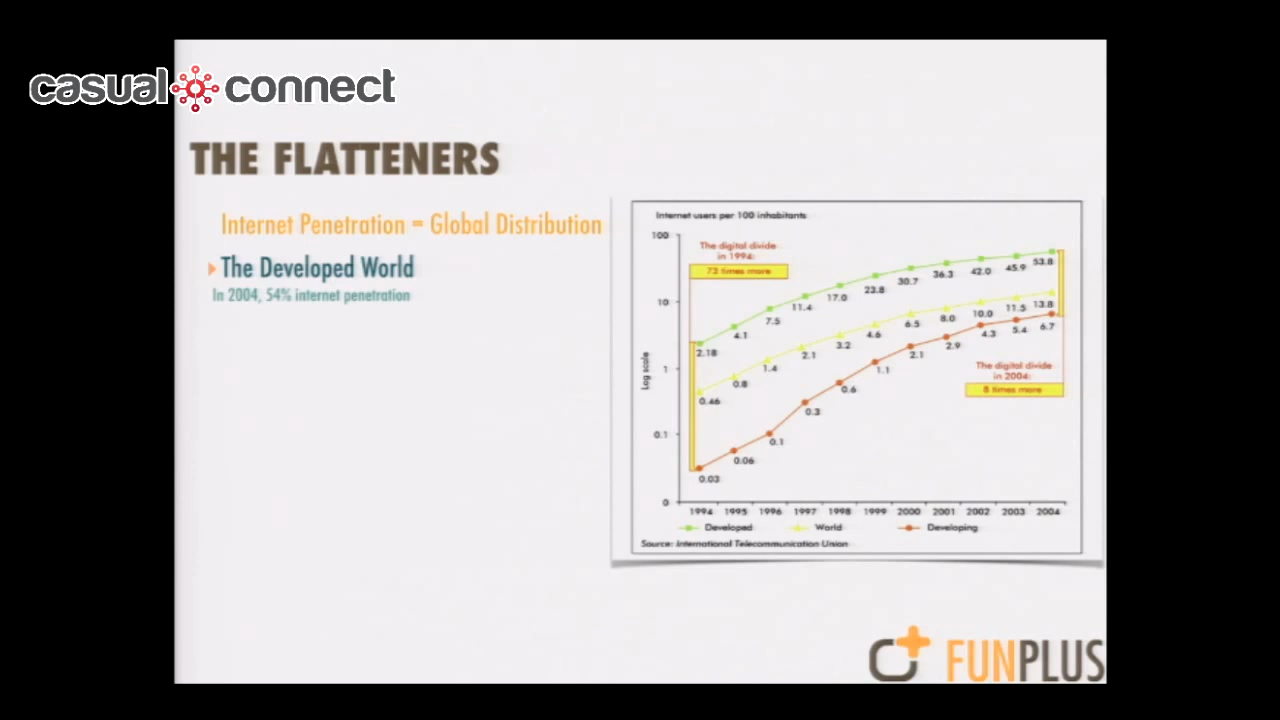 casual connect
THE FLATTENERS
Internet Penetration = Global Distribution
The Developed World
In 2004, 54% internet penetration
Internet users per 100 inhabitants
100
10
1
0.1
0
Log scale
The digital divide
in 1994:
73 times more
2.18
4.1
7.5
11.4
17.0
23.8
30.7
36.3
42.0
45.9
53.8
0.46
0.8
1.4
2.1
3.2
4.6
6.5
8.0
10.0
11.5
13.8
0.03
0.06
0.1
0.3
0.6
1.1
2.1
2.9
4.3
5.4
6.7
The digital divide
in 2004:
8 times more
1994 1995 1996 1997 1998 1999 2000 2001 2002 2003 2004
Developed World Developing
Source: International Telecommunication Union
FUNPLUS